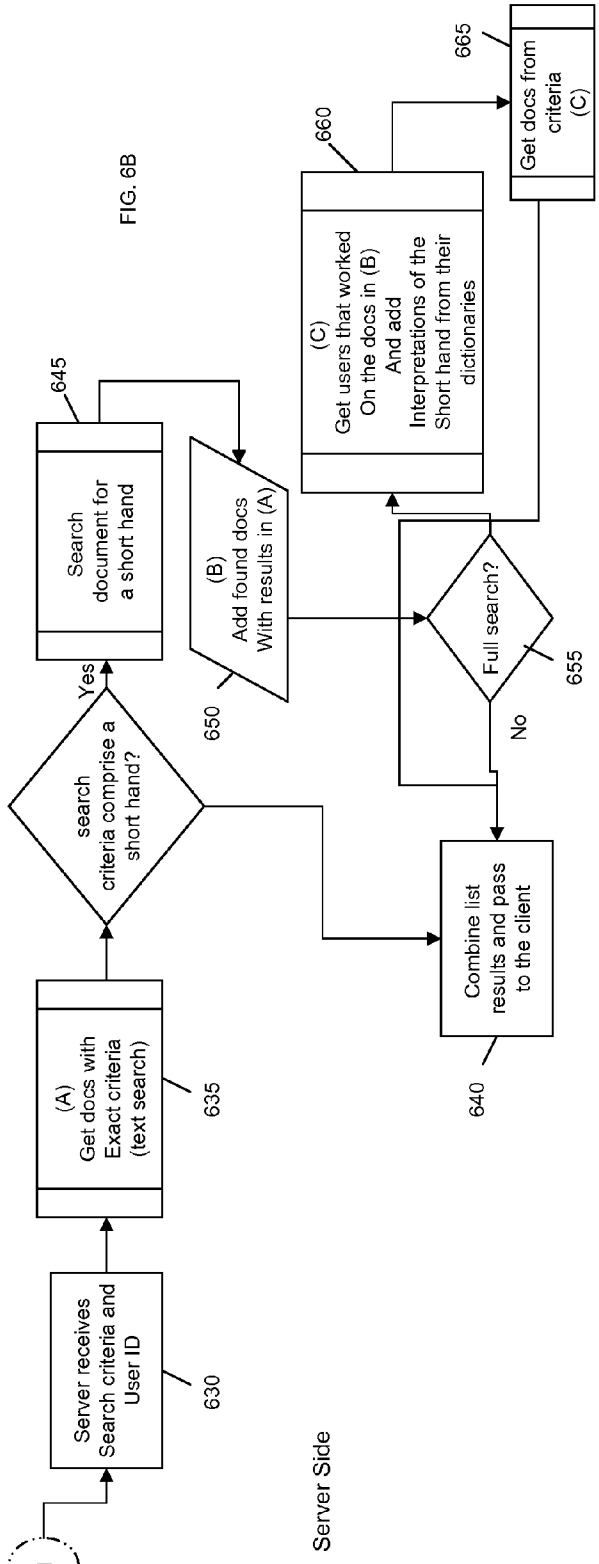 FIG. 6B
Server Side
Server receives
Search criteria and
User ID
630
(A)
Get docs with
Exact criteria
(text search)
635
search
criteria comprise a
short hand?
Yes
Search
document for
a short hand
645
(B)
Add found docs
With results in (A)
650
Full search?
655
No
Combine list
results and pass
to the client
640
(C)
Get users that worked
On the docs in (B)
And add
Interpretations of the
Short hand from their
dictionaries
660
Get docs from
criteria
(C)
665